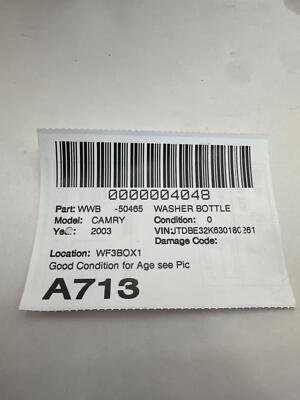 0000004048
Part: WWB -50465 WASHER BOTTLE
Model: CAMRY Condition: 0
2003 VIN:JTDBE32K630180261
Damage Code:
Location: WF3BOX1
Good Condition for Age see Pic
A713